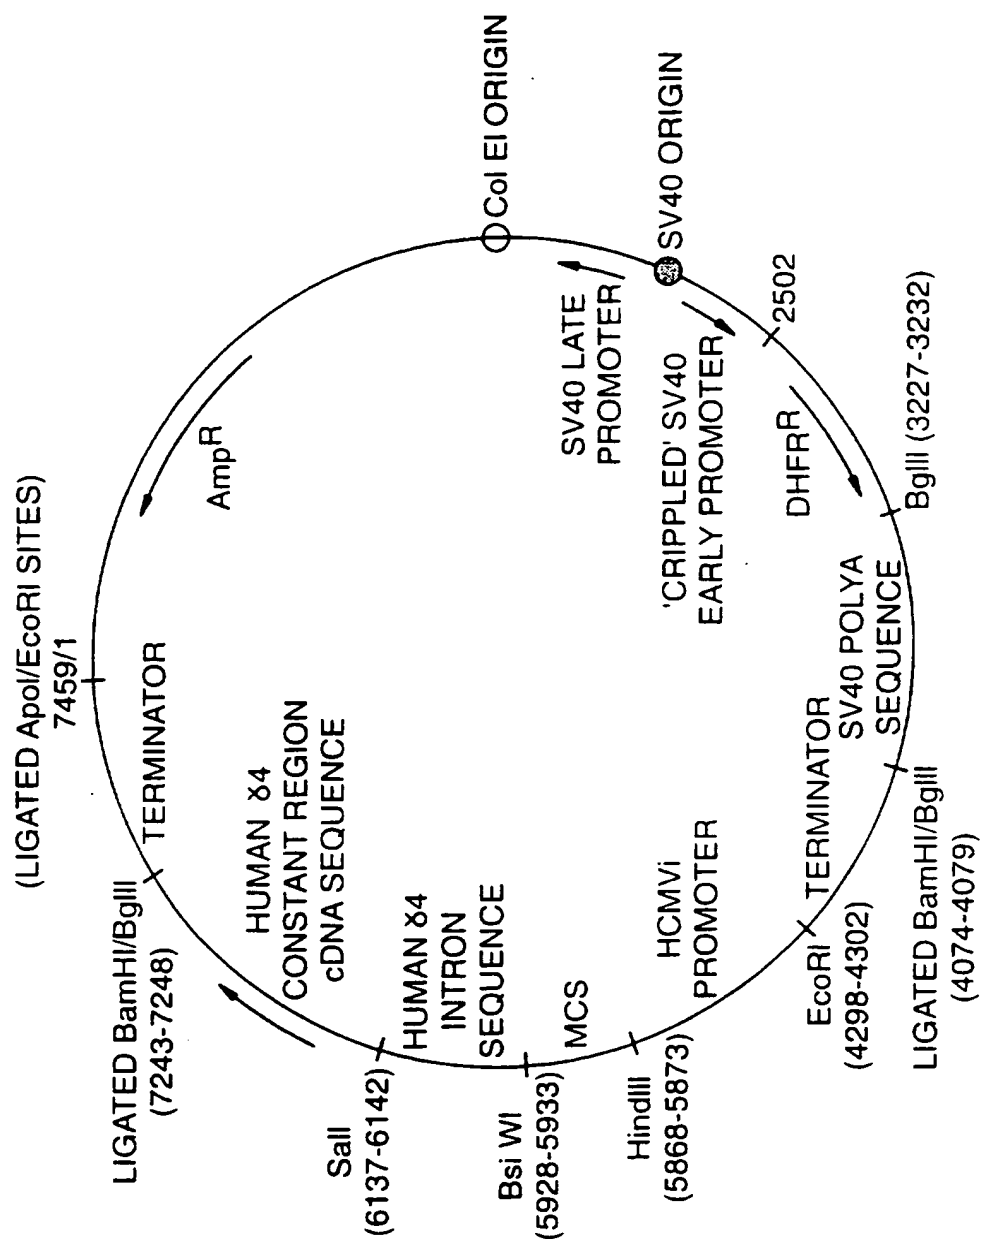 (LIGATED ApoI/EcoRI SITES)
7459/1
TERMINATOR
LIGATED BamHI/BglII
(7243-7248)
HUMAN ४4
CONSTANT REGION
cDNA SEQUENCE
SalI
(6137-6142)
HUMAN ४4
INTRON
SEQUENCE
Bsi WI
(5928-5933)
MCS
HindIII
(5868-5873)
HCMVi
PROMOTER
EcoRI
(4298-4302)
TERMINATOR
LIGATED BamHI/BglII
(4074-4079)
SV40 POLYA
SEQUENCE
BglII (3227-3232)
DHFRR
2502
'CRIPPLED' SV40
EARLY PROMOTER
SV40 ORIGIN
SV40 LATE
PROMOTER
Col EI ORIGIN
AmpR